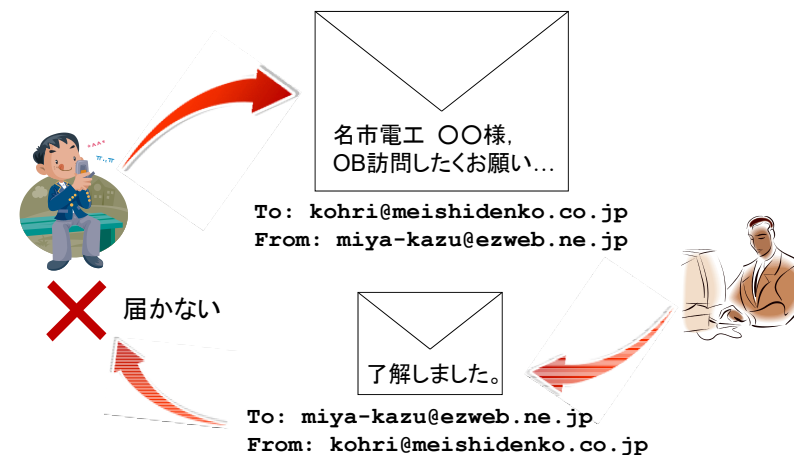 名市電工 〇〇様,
OB訪問したくお願い…
To: kohri@meishidenko.co.jp
From: miya-kazu@ezweb.ne.jp
届かない
了解しました。
To: miya-kazu@ezweb.ne.jp
From: kohri@meishidenko.co.jp